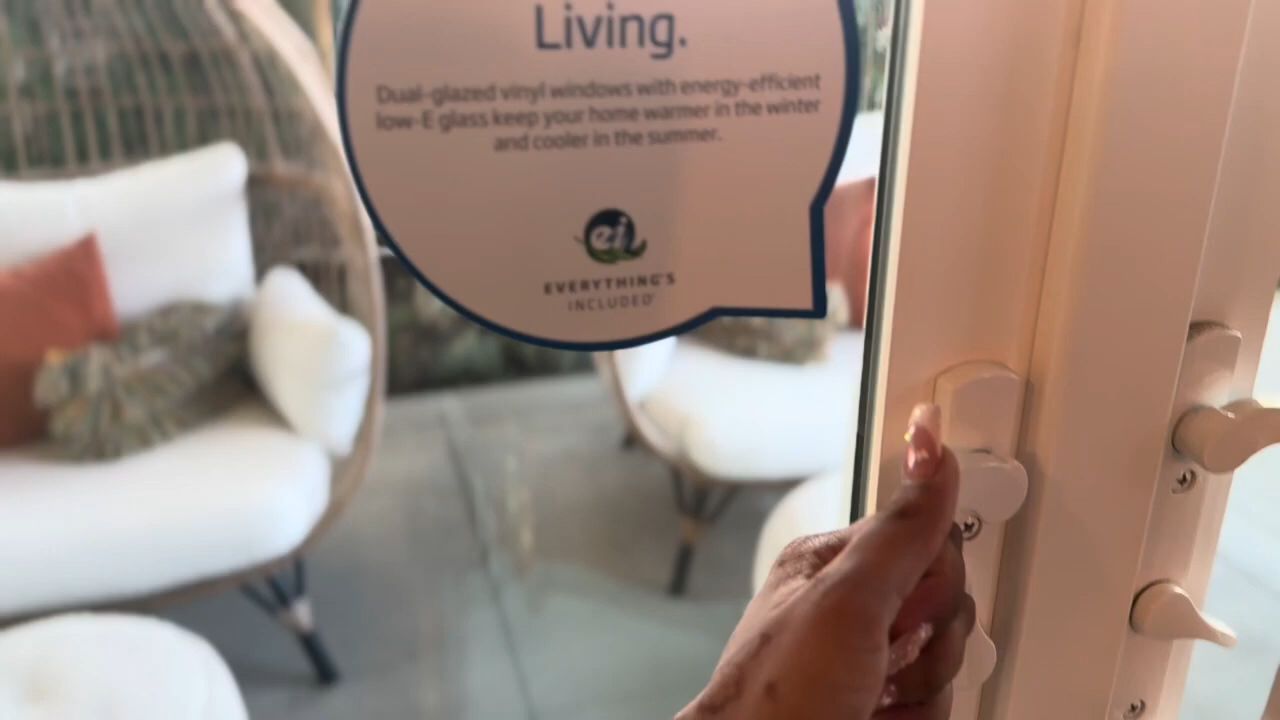 Living.
Dual-glazed vinyl windows with energy-efficient
low-E glass keep your home warmer in the winter
and cooler in the summer.
ei
EVERYTHING'S
INCLUDED®